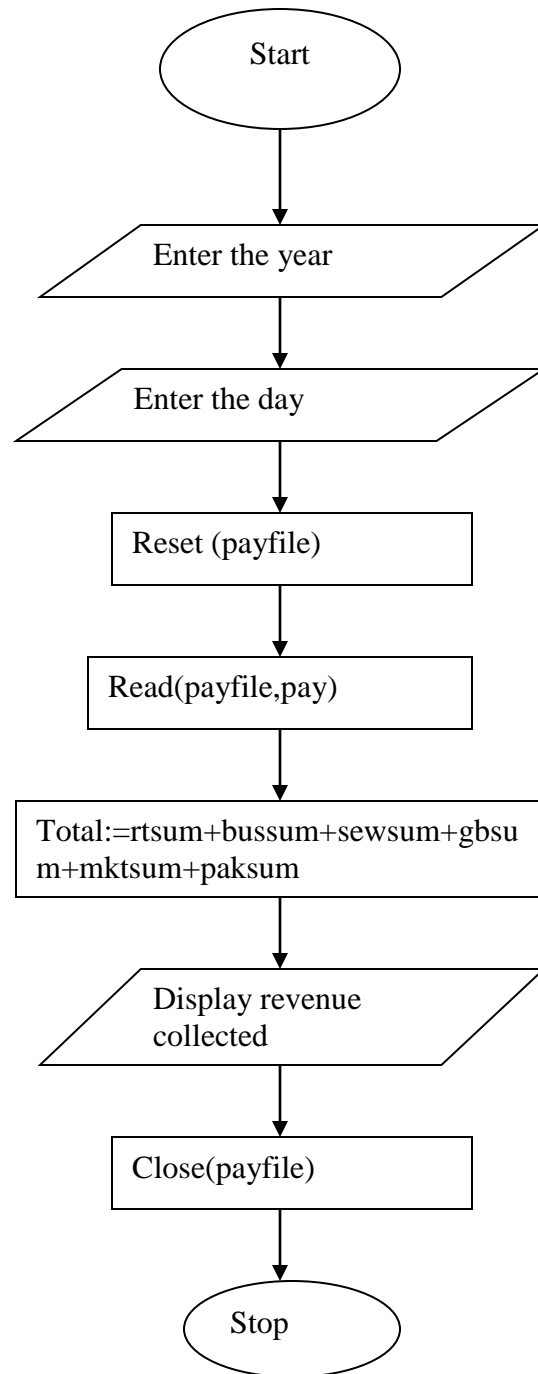 Start
Enter the year
Enter the day
Reset (payfile)
Read(payfile,pay)
Total:=rtsum+bussum+sewsum+gbsu
m+mktsum+paksum
Display revenue
collected
Close(payfile)
Stop